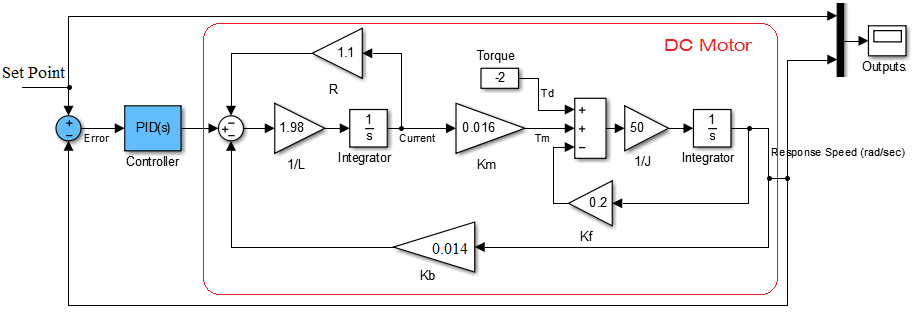 DC Motor
1.1
R
Torque
-2
Td
Outputs.
Set Point
Error
PID(s)
Controller
1.98
1/L
1
s
Integrator
Current
0.016
Km
Tm
50
1/J
1
s
Integrator
Response Speed (rad/sec)
0.2
Kf
0.014
Kb